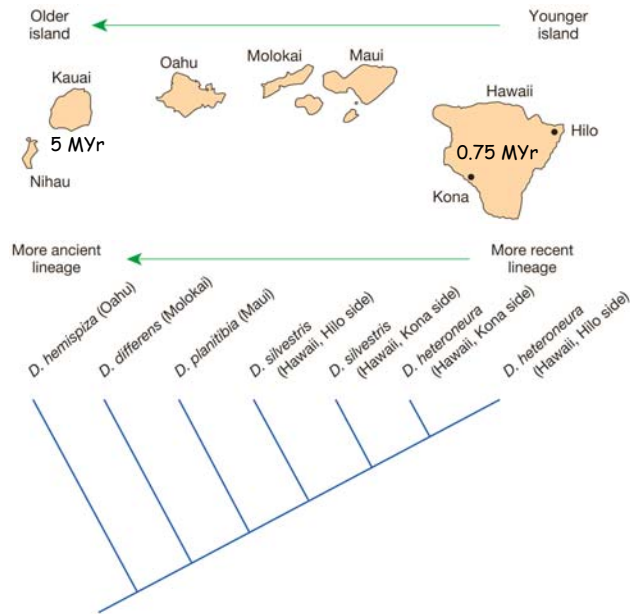 Older
island
Younger
island
Kauai
Oahu
Molokai
Maui
Hawaii
Hilo
5 MYr
0.75 MYr
Nihau
Kona
More ancient
lineage
More recent
lineage
D. hemispiza (Oahu)
D. differens (Molokai)
D. planitibia (Maui)
D. silvestris
(Hawaii, Hilo side)
D. silvestris
(Hawaii, Kona side)
D. heteroneura
(Hawaii, Kona side)
D. heteroneura
(Hawaii, Hilo side)